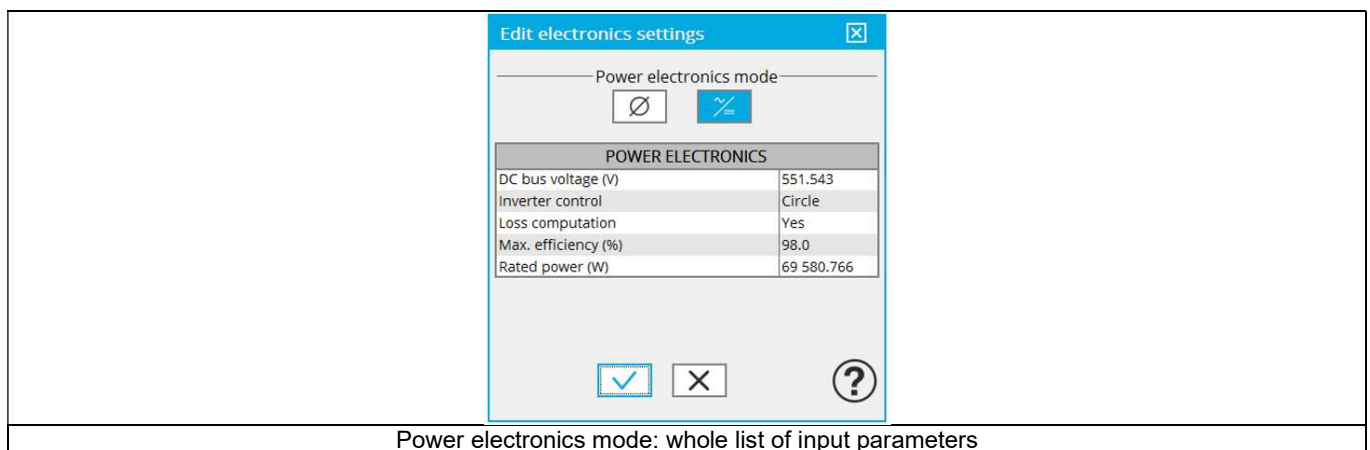 Edit electronics settings
Power electronics mode
POWER ELECTRONICS
DC bus voltage (V) 551.543
Inverter control Circle
Loss computation Yes
Max. efficiency (%) 98.0
Rated power (W) 69 580.766
?
Power electronics mode: whole list of input parameters